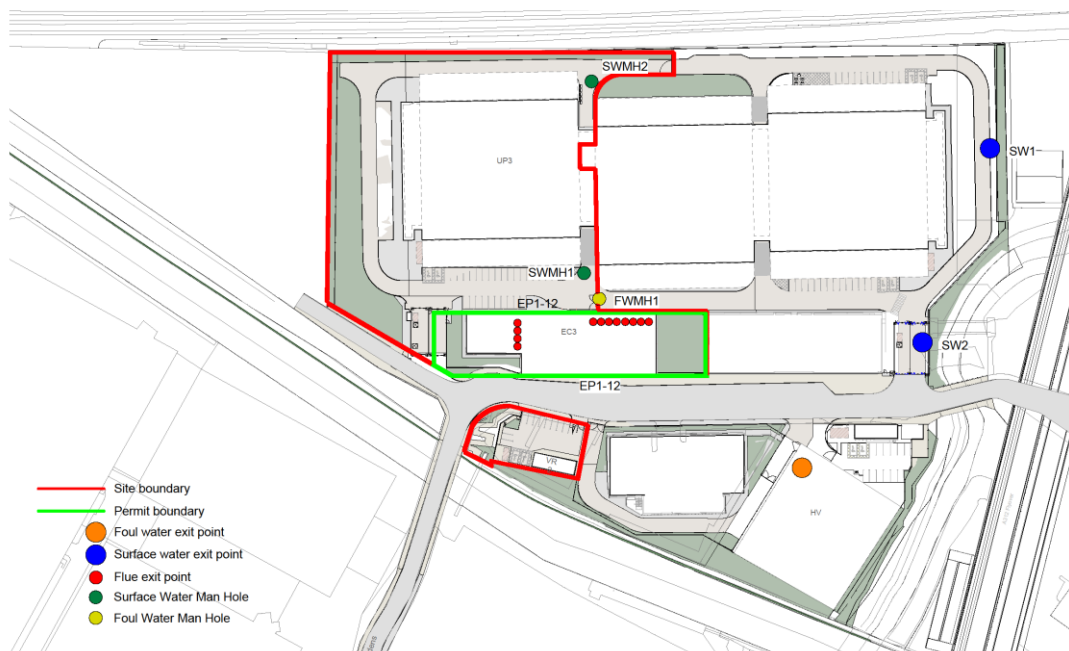 SWMH2
SW1
UP3
SWMH1
FWMH1
EP1-12
EC3
SW2
EP1-12
VR
HV
Site boundary
Permit boundary
Foul water exit point
Surface water exit point
Flue exit point
Surface Water Man Hole
Foul Water Man Hole